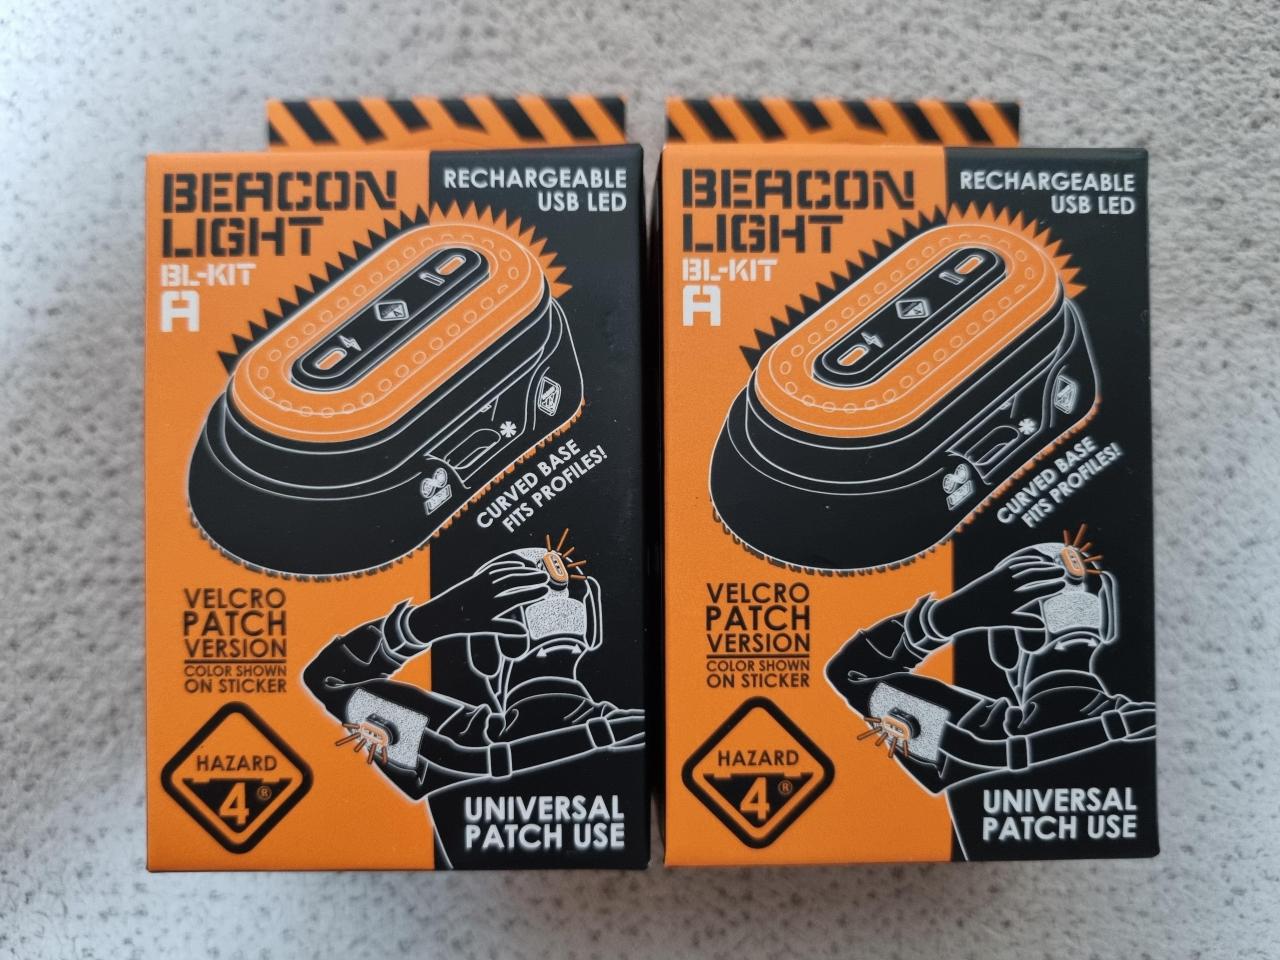 BEACON
LIGHT
BL-KIT
A
RECHARGEABLE
USB LED
CURVED BASE
FITS PROFILES!
VELCRO
PATCH
VERSION
COLOR SHOWN
ON STICKER
HAZARD
4®
UNIVERSAL
PATCH USE
BEACON
LIGHT
BL-KIT
A
RECHARGEABLE
USB LED
CURVED BASE
FITS PROFILES!
VELCRO
PATCH
VERSION
COLOR SHOWN
ON STICKER
HAZARD
4®
UNIVERSAL
PATCH USE